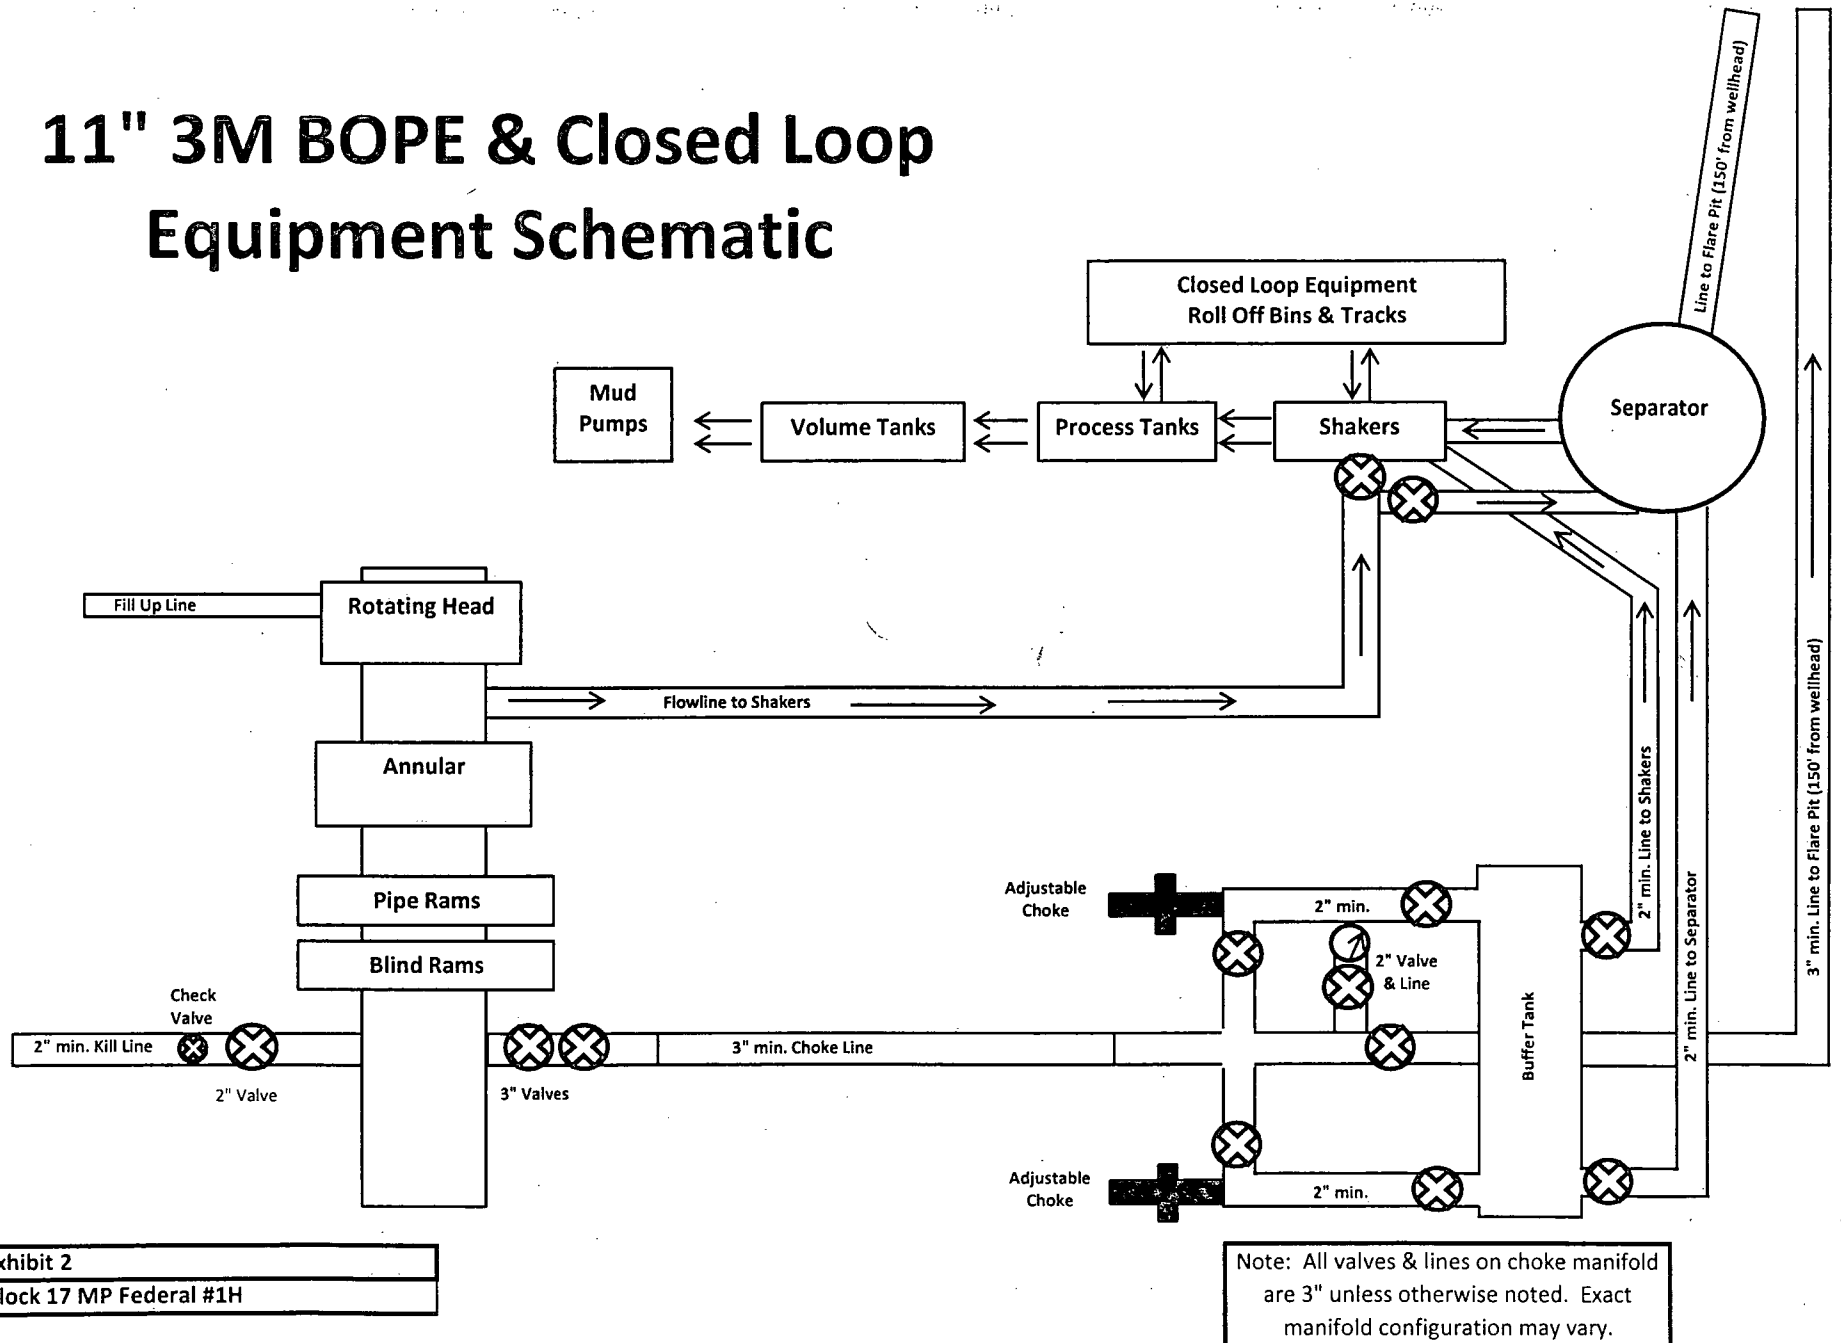 11" 3M BOPE & Closed Loop
Equipment Schematic
Line to Flare Pit (150' from wellhead)
Closed Loop Equipment
Roll Off Bins & Tracks
Mud
Pumps
Volume Tanks
Process Tanks
Shakers
Separator
Fill Up Line
Rotating Head
Flowline to Shakers
Annular
Pipe Rams
Blind Rams
Check
Valve
2" min. Kill Line
2" Valve
3" Valves
3" min. Choke Line
Adjustable
Choke
2" min.
2" Valve
& Line
Buffer Tank
Adjustable
Choke
2" min.
2" min. Line to Shakers
2" min. Line to Separator
3" min. Line to Flare Pit (150' from wellhead)
xhibit 2
lock 17 MP Federal #1H
Note: All valves & lines on choke manifold
are 3" unless otherwise noted. Exact
manifold configuration may vary.